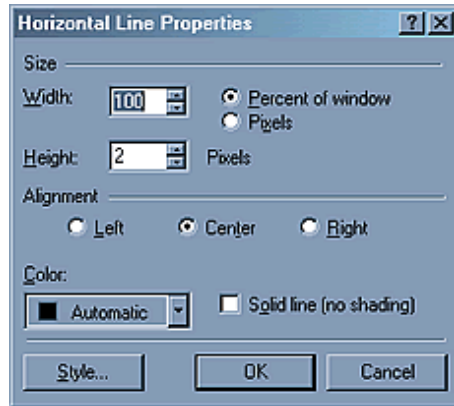 Horizontal Line Properties ? ×
Size
Width: 100 Percent of window
Pixels
Height: 2 Pixels
Alignment
Left Center Right
Color:
Automatic Solid line (no shading)
Style... OK Cancel